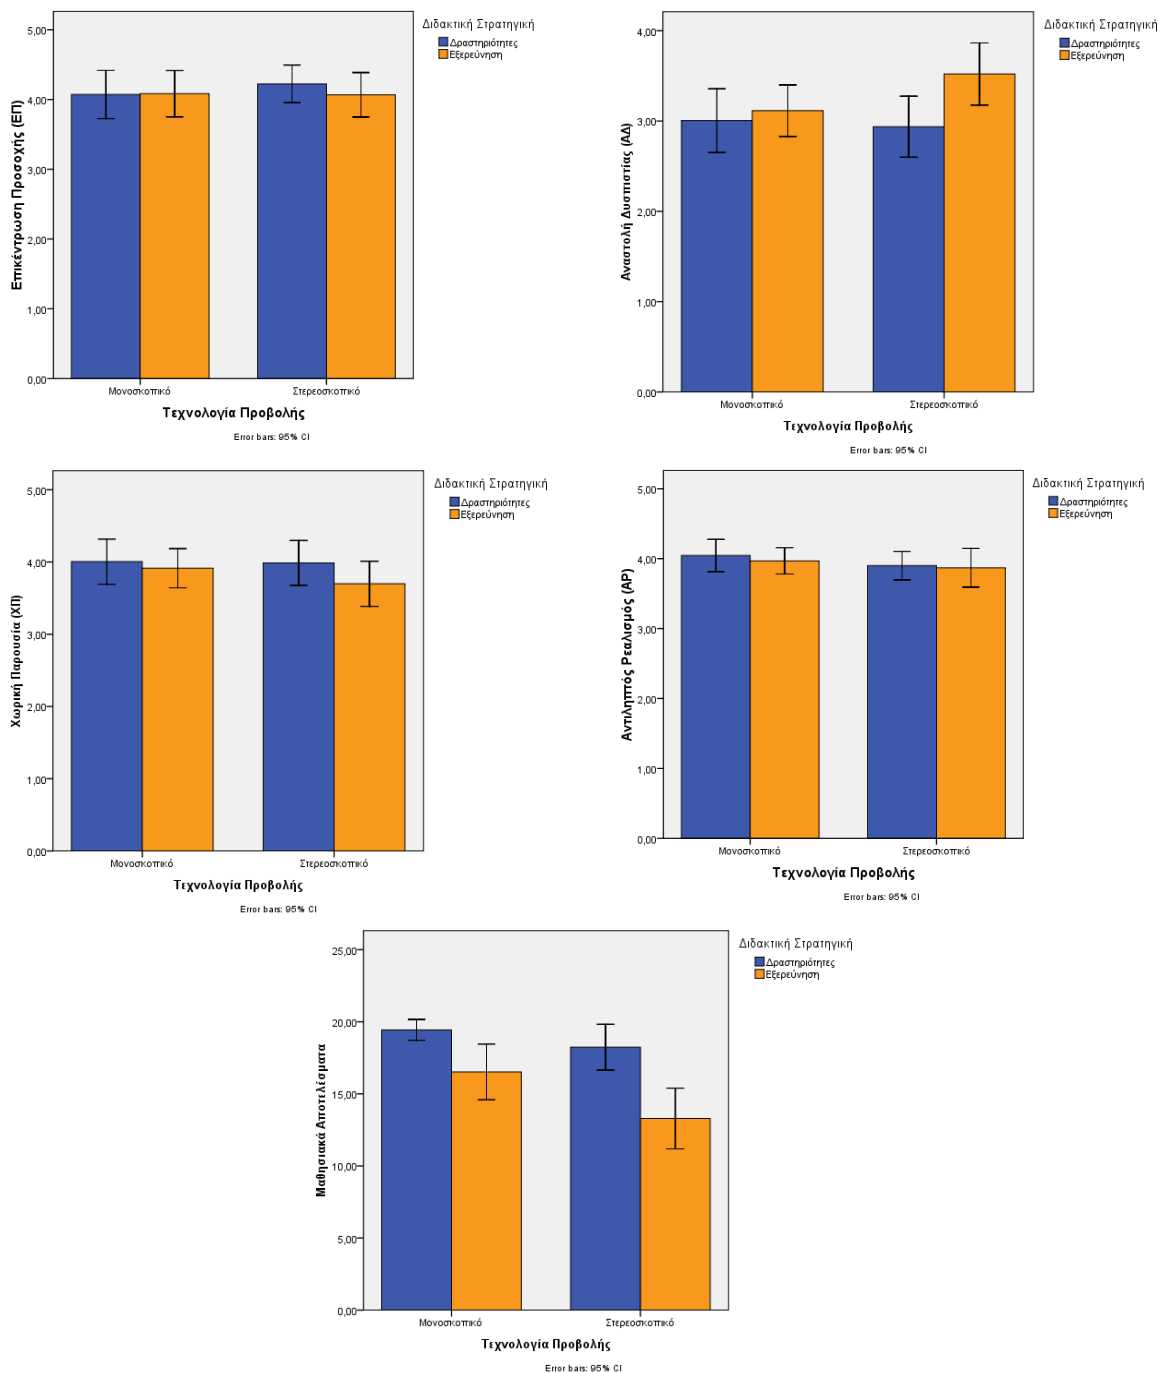 Διδακτική Στρατηγική
Δραστηριότητες
Εξερεύνηση
Επικέντρωση Προσοχής (ΕΠ)
5,00
4,00
3,00
2,00
1,00
0,00
Μονοσκοπικό
Στερεοσκοπικό
Τεχνολογία Προβολής
Error bars: 95% CI
Διδακτική Στρατηγική
Δραστηριότητες
Εξερεύνηση
Αναστολή Δυσπιστίας (ΑΔ)
4,00
3,00
2,00
1,00
0,00
Μονοσκοπικό
Στερεοσκοπικό
Τεχνολογία Προβολής
Error bars: 95% CI
Διδακτική Στρατηγική
Δραστηριότητες
Εξερεύνηση
Χωρική Παρουσία (ΧΠ)
5,00
4,00
3,00
2,00
1,00
0,00
Μονοσκοπικό
Στερεοσκοπικό
Τεχνολογία Προβολής
Error bars: 95% CI
Διδακτική Στρατηγική
Δραστηριότητες
Εξερεύνηση
Αντιληπτός Ρεαλισμός (ΑΡ)
5,00
4,00
3,00
2,00
1,00
0,00
Μονοσκοπικό
Στερεοσκοπικό
Τεχνολογία Προβολής
Error bars: 95% CI
Διδακτική Στρατηγική
Δραστηριότητες
Εξερεύνηση
Μαθησιακά Αποτελέσματα
25,00
20,00
15,00
10,00
5,00
0,00
Μονοσκοπικό
Στερεοσκοπικό
Τεχνολογία Προβολής
Error bars: 95% CI